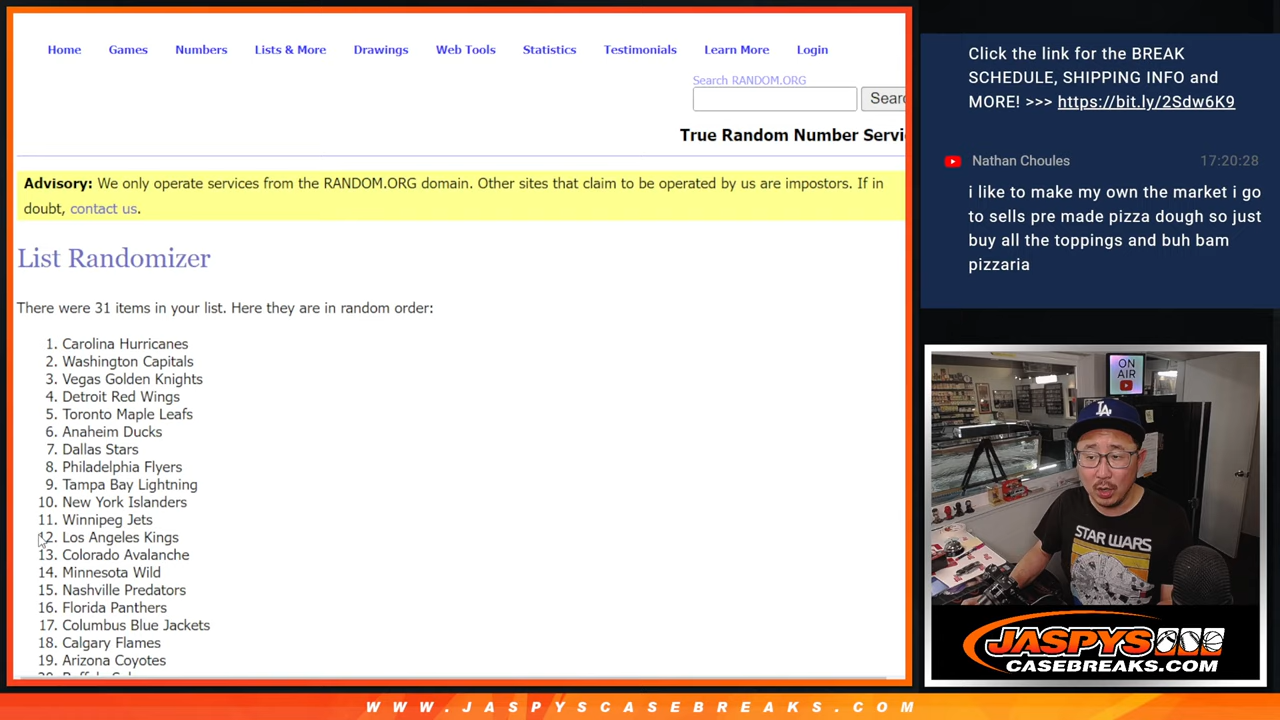 Home Games Numbers Lists & More Drawings Web Tools Statistics Testimonials Learn More Login
Search RANDOM.ORG
True Random Number Servi
Advisory: We only operate services from the RANDOM.ORG domain. Other sites that claim to be operated by us are impostors. If in
doubt, contact us.
List Randomizer
There were 31 items in your list. Here they are in random order:
1. Carolina Hurricanes
2. Washington Capitals
3. Vegas Golden Knights
4. Detroit Red Wings
5. Toronto Maple Leafs
6. Anaheim Ducks
7. Dallas Stars
8. Philadelphia Flyers
9. Tampa Bay Lightning
10. New York Islanders
11. Winnipeg Jets
12. Los Angeles Kings
13. Colorado Avalanche
14. Minnesota Wild
15. Nashville Predators
16. Florida Panthers
17. Columbus Blue Jackets
18. Calgary Flames
19. Arizona Coyotes
Click the link for the BREAK
SCHEDULE, SHIPPING INFO and
MORE! >>> https://bit.ly/2Sdw6K9
Nathan Choules 17:20:28
i like to make my own the market i go
to sells pre made pizza dough so just
buy all the toppings and buh bam
pizzaria
ON
AIR
LA
STAR WARS
JASPYS
CASEBREAKS.COM
WWW.JASPYSCASEBREAKS.COM